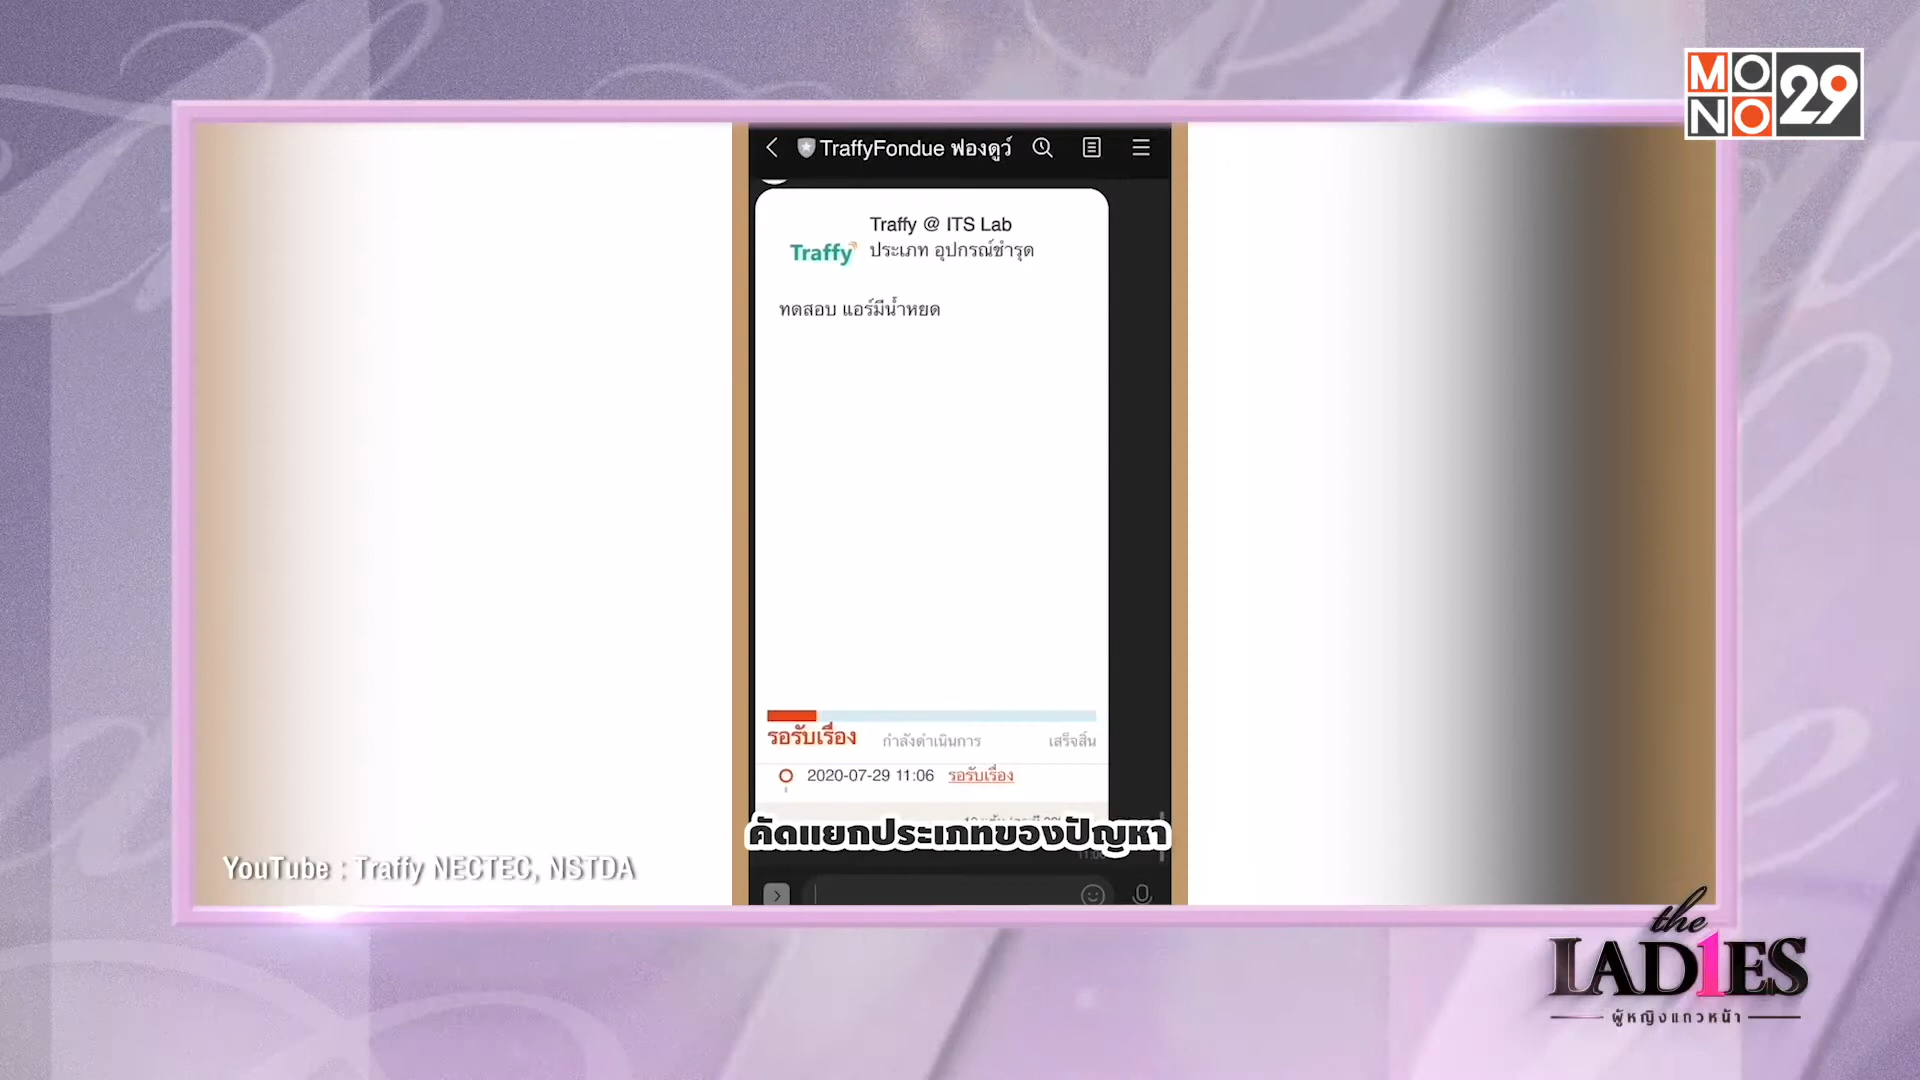 MONO 29
TraffyFondue ฟองดูว์
Traffy @ ITS Lab
Traffy
ประเภท อุปกรณ์ชำรุด
ทดสอบ แอร์มีน้ำหยด
รอรับเรื่อง
กำลังดำเนินการ
เสร็จสิ้น
2020-07-29 11:06 รอรับเรื่อง
คัดแยกประเภทของปัญหา
YouTube : Traffy NECTEC, NSTDA
the
LAD1ES
ผู้หญิงแถวหน้า